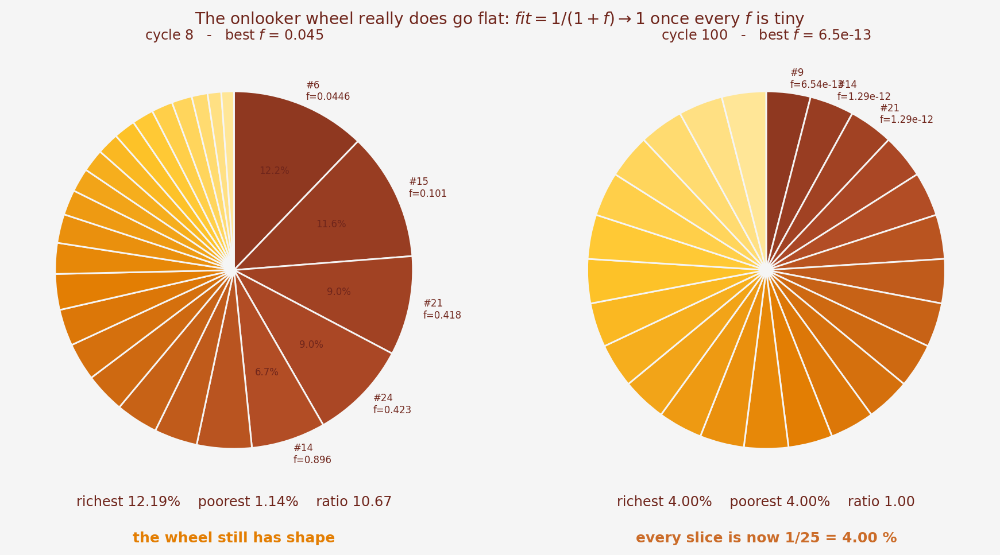 The onlooker wheel really does go flat: fit = 1/(1 + f) → 1 once every f is tiny
cycle 8 - best f = 0.045
#6
f=0.0446
12.2%
#15
f=0.101
11.6%
#21
f=0.418
9.0%
#24
f=0.423
9.0%
#14
f=0.896
6.7%
richest 12.19% poorest 1.14% ratio 10.67
the wheel still has shape
cycle 100 - best f = 6.5e-13
#9
f=6.54e-13
#14
f=1.29e-12
#21
f=1.29e-12
richest 4.00% poorest 4.00% ratio 1.00
every slice is now 1/25 = 4.00 %